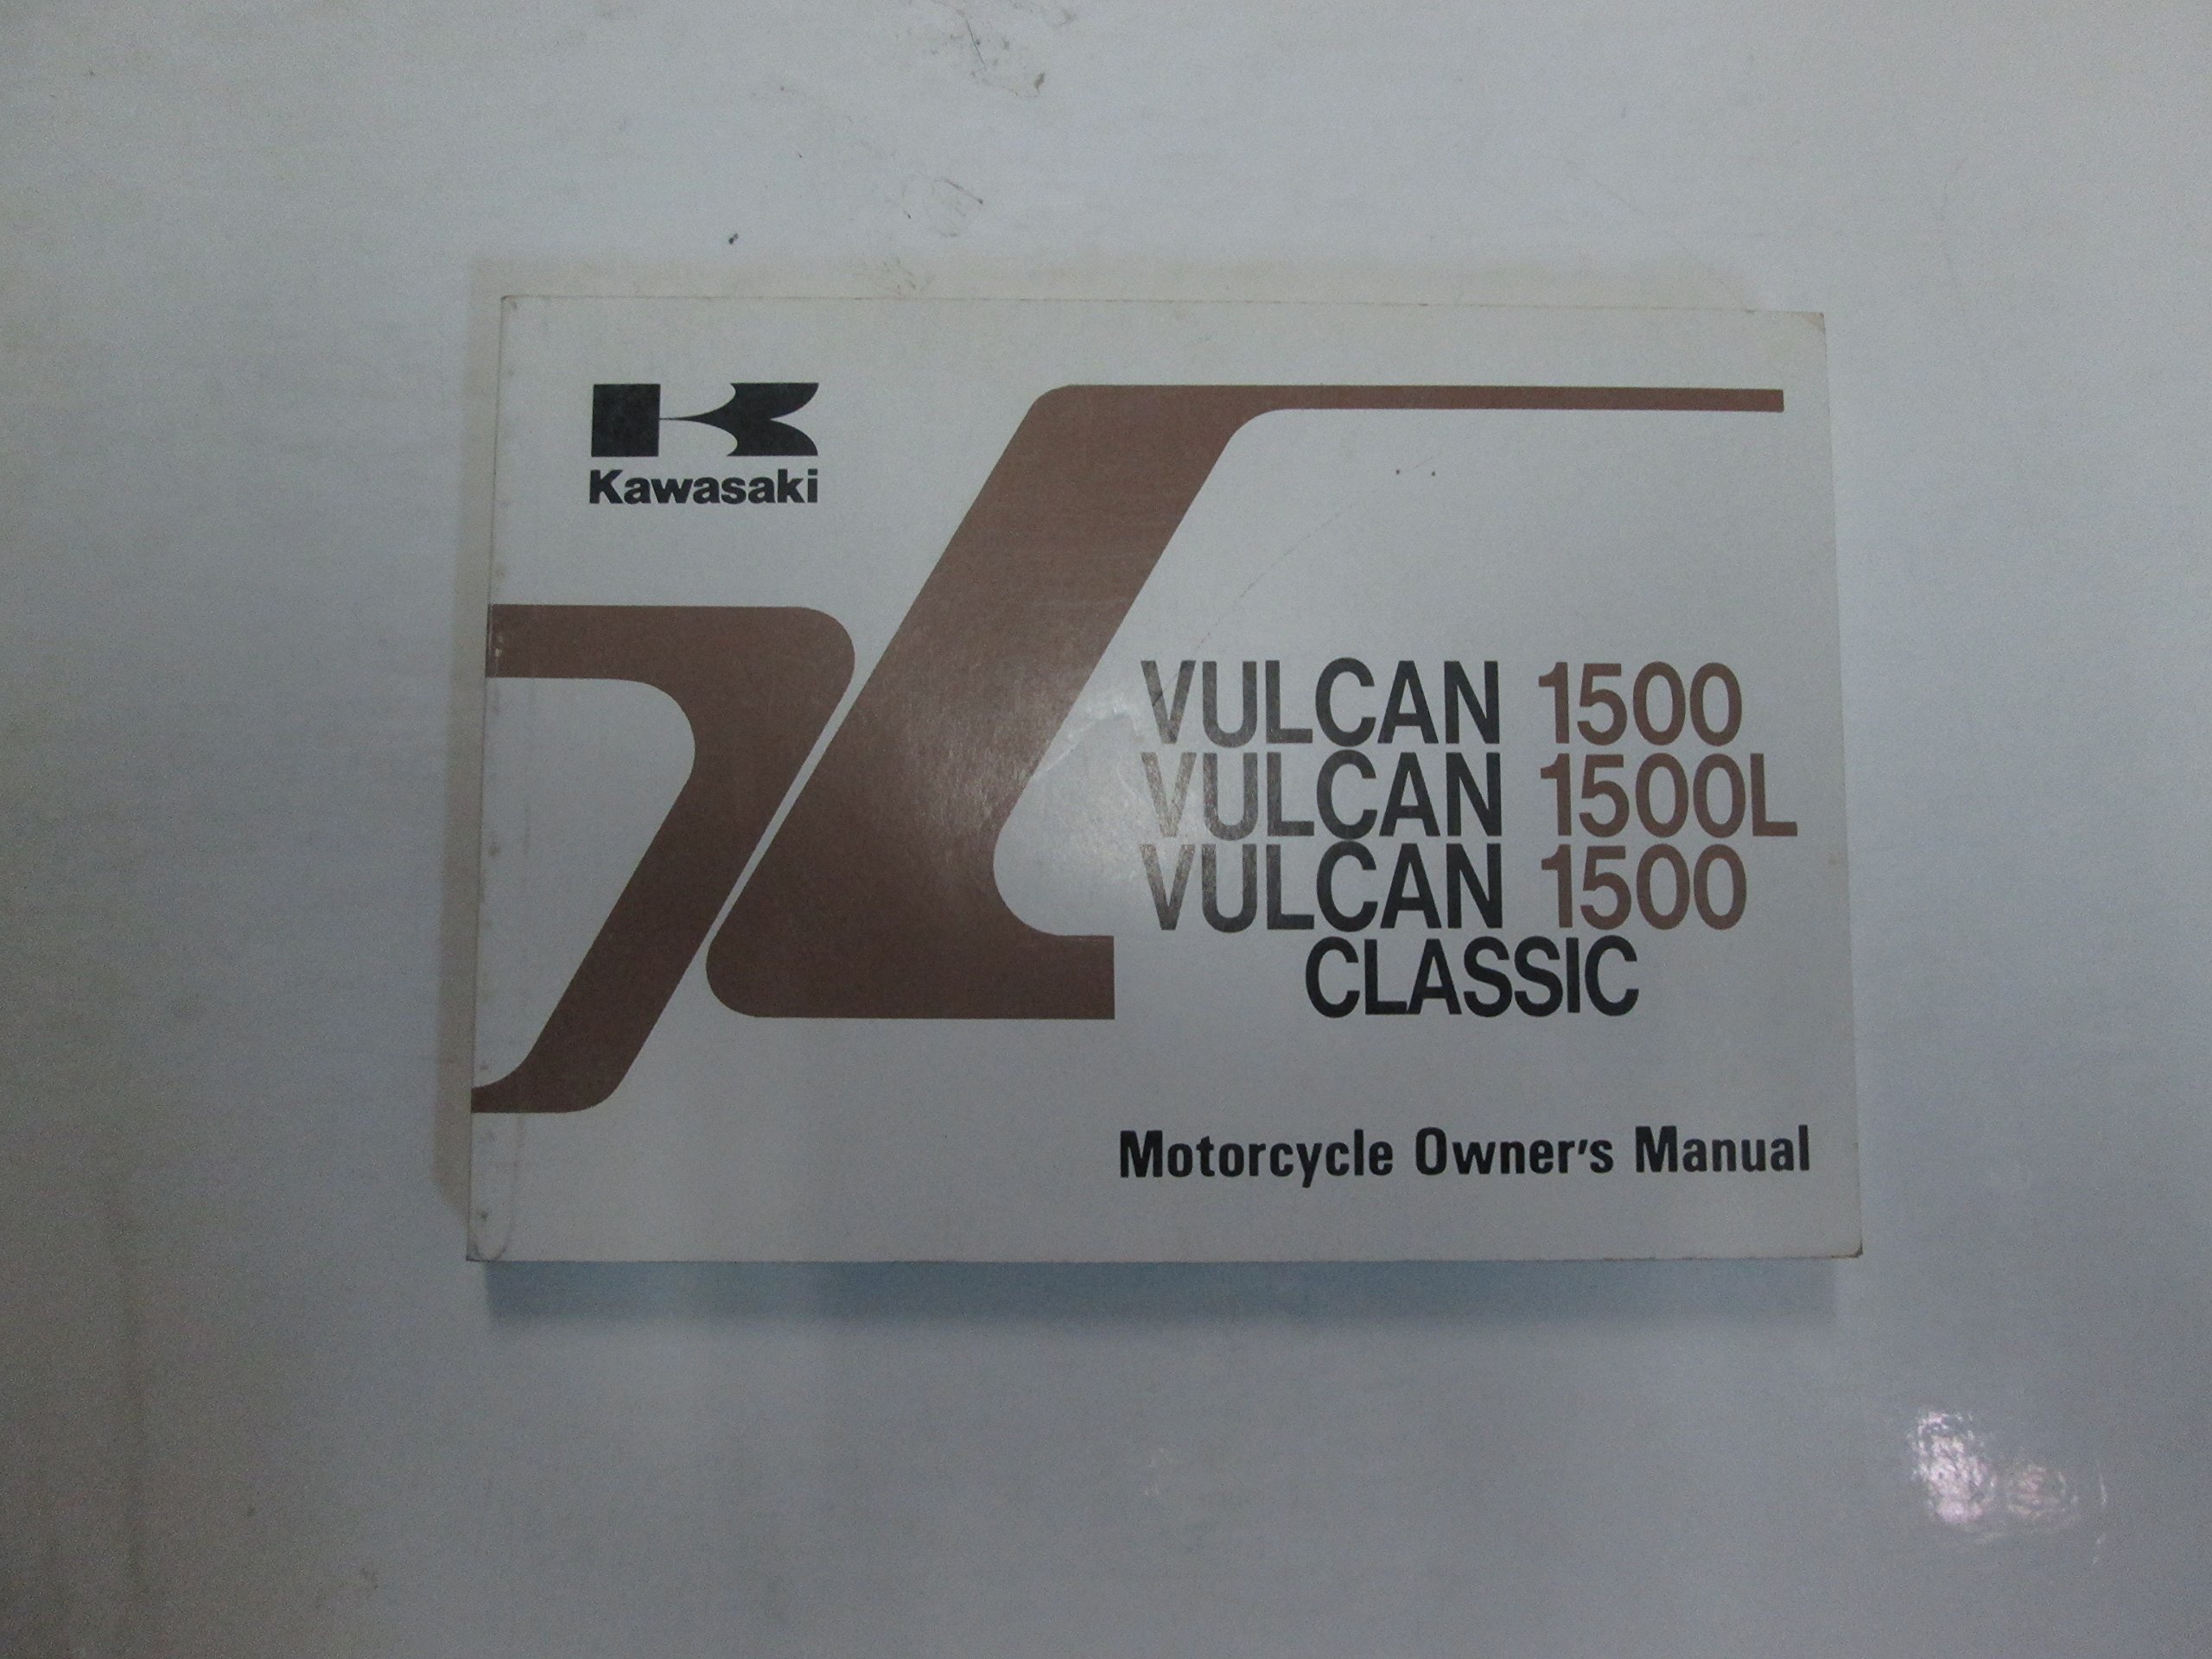 Kawasaki
VULCAN 1500
VULCAN 1500L
VULCAN 1500
CLASSIC
Motorcycle Owner's Manual